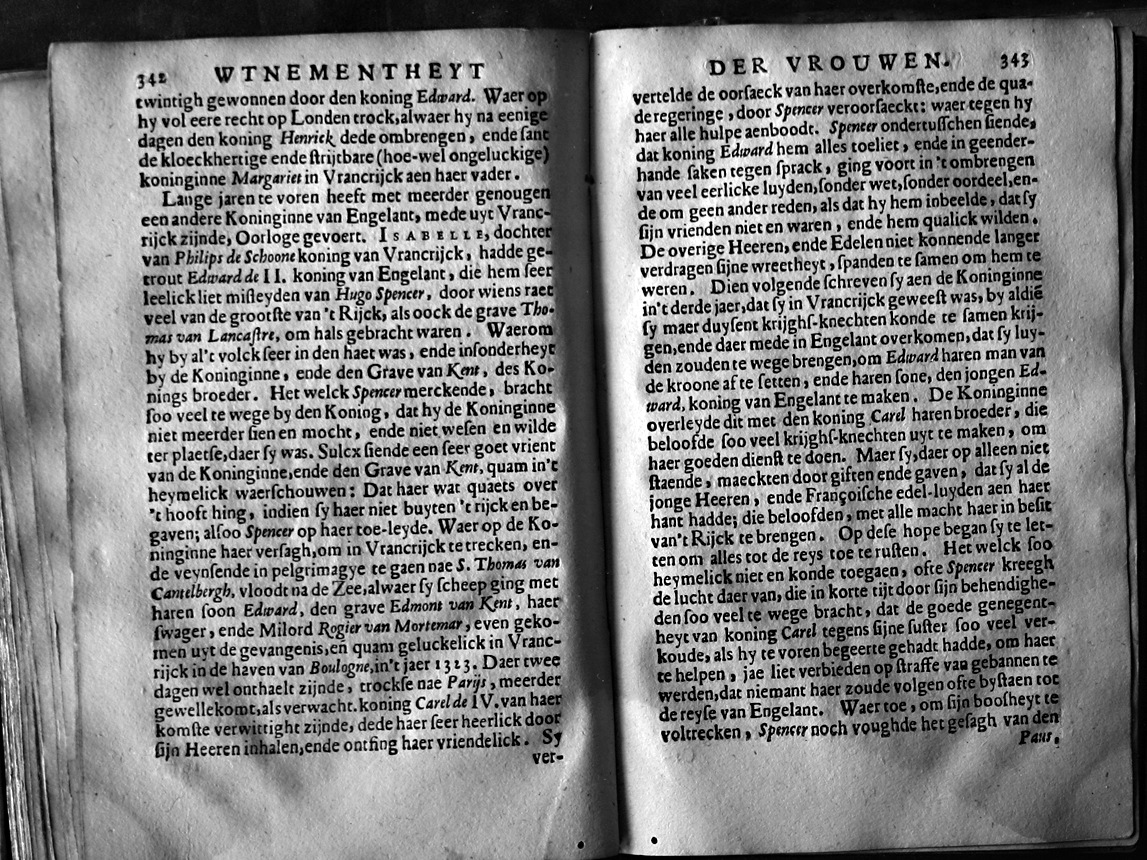 342 WTNEMENTHEYT
twintigh gewonnen door den koning Edward. Waer op
hy vol eere recht op Londen trock,alwaer hy na eenige
dagen den koning Henrick dede ombrengen, ende ſant
de kloeckhertige ende ſtrijtbare (hoe-wel ongeluckige)
koninginne Margariet in Vrancrijck aen haer vader.
Lange jaren te voren heeft met meerder genougen
een andere Koninginne van Engelant, mede uyt Vranc-
rijck zijnde, Oorloge gevoert. ISABELLE, dochter
van Philips de Schoone koning van Vrancrijck, hadde ge-
trout Edward de II. koning van Engelant, die hem ſeer
leelick liet miſleyden van Hugo Spencer, door wiens raet
veel van de grootſte van 't Rijck, als oock de grave Tho-
mas van Lancaſtre, om hals gebracht waren. Waerom
hy by al't volck ſeer in den haet was, ende inſonderheyt
by de Koninginne, ende den Grave van Kent, des Ko-
nings broeder. Het welck Spencer merckende, bracht
ſoo veel te wege by den Koning, dat hy de Koninginne
niet meerder ſien en mocht, ende niet weſen en wilde
ter plaetſe,daer ſy was. Sulcx ſiende een ſeer goet vrient
van de Koninginne,ende den Grave van Kent, quam in't
heymelick waerſchouwen: Dat haer wat quaets over
't hooft hing, indien ſy haer niet buyten 't rijck en be-
gaven; alſoo Spencer op haer toe-leyde. Waer op de Ko-
ninginne haer verſagh,om in Vrancrijck te trecken, en-
de veynſende in pelgrimagye te gaen nae S. Thomas van
Cantelbergh, vloodt na de Zee,alwaer ſy ſcheep ging met
haren ſoon Edward, den grave Edmont van Kent, haer
ſwager, ende Milord Rogier van Mortemar, even geko-
men uyt de gevangenis,en quam geluckelick in Vranc-
rijck in de haven van Boulogne,in't jaer 1323. Daer twee
dagen wel onthaelt zijnde, trockſe nae Parijs, meerder
gewellekomt,als verwacht. koning Carel de IV. van haer
komſte verwittight zijnde, dede haer ſeer heerlick door
ſijn Heeren inhalen,ende ontfing haer vriendelick. Sy
ver-
DER VROUWEN. 343
vertelde de oorſaeck van haer overkomſte,ende de qua-
de regeringe, door Spencer veroorſaeckt: waer tegen hy
haer alle hulpe aenboodt. Spencer ondertuſſchen ſiende,
dat koning Edward hem alles toeliet, ende in geender-
hande ſaken tegen ſprack, ging voort in 't ombrengen
van veel eerlicke luyden,ſonder wet,ſonder oordeel,en-
de om geen ander reden, als dat hy hem inbeelde, dat ſy
ſijn vrienden niet en waren, ende hem qualick wilden.
De overige Heeren, ende Edelen niet konnende langer
verdragen ſijne wreetheyt, ſpanden te ſamen om hem te
weren. Dien volgende ſchreven ſy aen de Koninginne
in't derde jaer,dat ſy in Vrancrijck geweeſt was, by aldiē
ſy maer duyſent krijghſ-knechten konde te ſamen krij-
gen,ende daer mede in Engelant overkomen,dat ſy luy-
den zouden te wege brengen,om Edward haren man van
de kroone af te ſetten, ende haren ſone, den jongen Ed-
ward, koning van Engelant te maken. De Koninginne
overleyde dit met den koning Carel haren broeder, die
beloofde ſoo veel krijghſ-knechten uyt te maken, om
haer goeden dienſt te doen. Maer ſy,daer op alleen niet
ſtaende, maeckten door giften ende gaven, dat ſy al de
jonge Heeren, ende Françoiſche edel-luyden aen haer
hant hadde; die beloofden, met alle macht haer in beſit
van't Rijck te brengen. Op deſe hope began ſy te let-
ten om alles tot de reys toe te ruſten. Het welck ſoo
heymelick niet en konde toegaen, ofte Spencer kreegh
de lucht daer van, die in korte tijt door ſijn behendighe-
den ſoo veel te wege bracht, dat de goede genegent-
heyt van koning Carel tegens ſijne ſuſter ſoo veel ver-
koude, als hy te voren begeerte gehadt hadde, om haer
te helpen, jae liet verbieden op ſtraffe van gebannen te
werden,dat niemant haer zoude volgen ofte byſtaen tot
de reyſe van Engelant. Waer toe, om ſijn booſheyt te
voltrecken, Spencer noch voughde het geſagh van den
Paus,